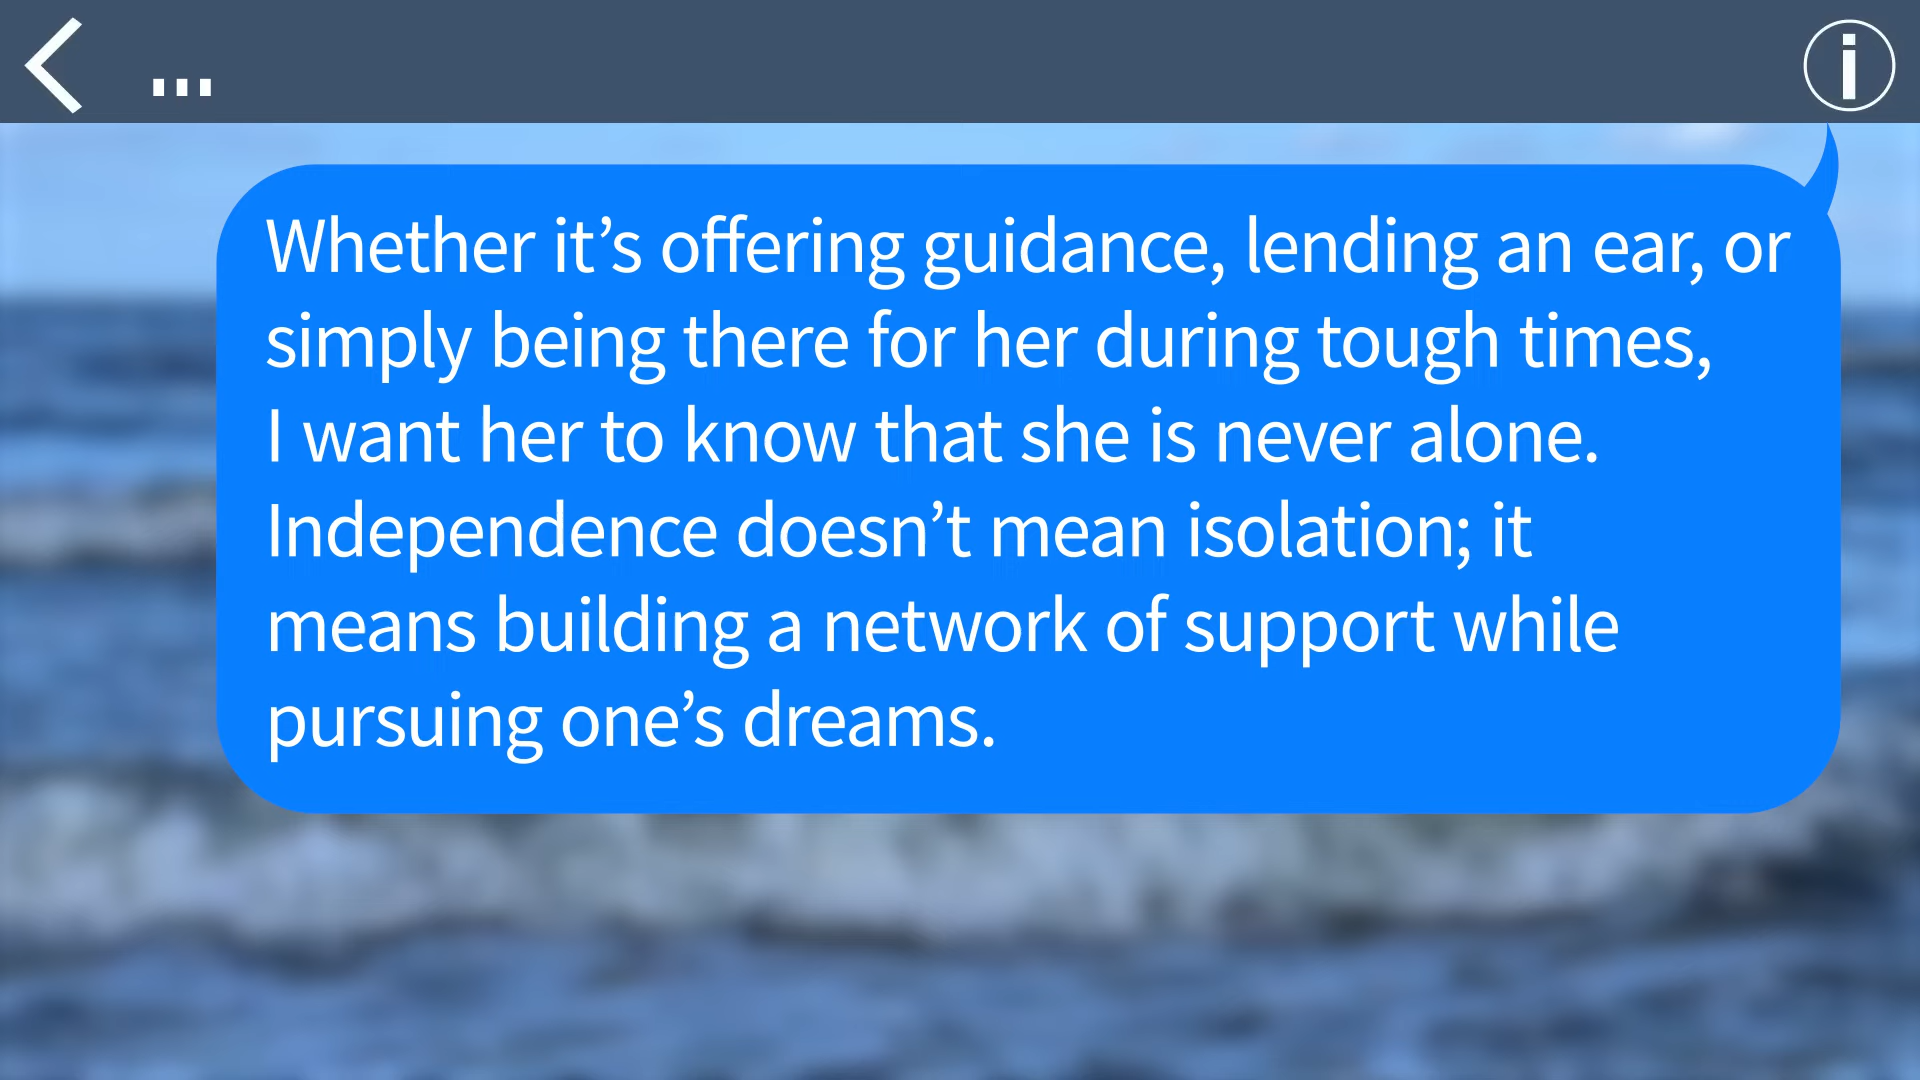 ...
Whether it’s offering guidance, lending an ear, or
simply being there for her during tough times,
I want her to know that she is never alone.
Independence doesn’t mean isolation; it
means building a network of support while
pursuing one’s dreams.